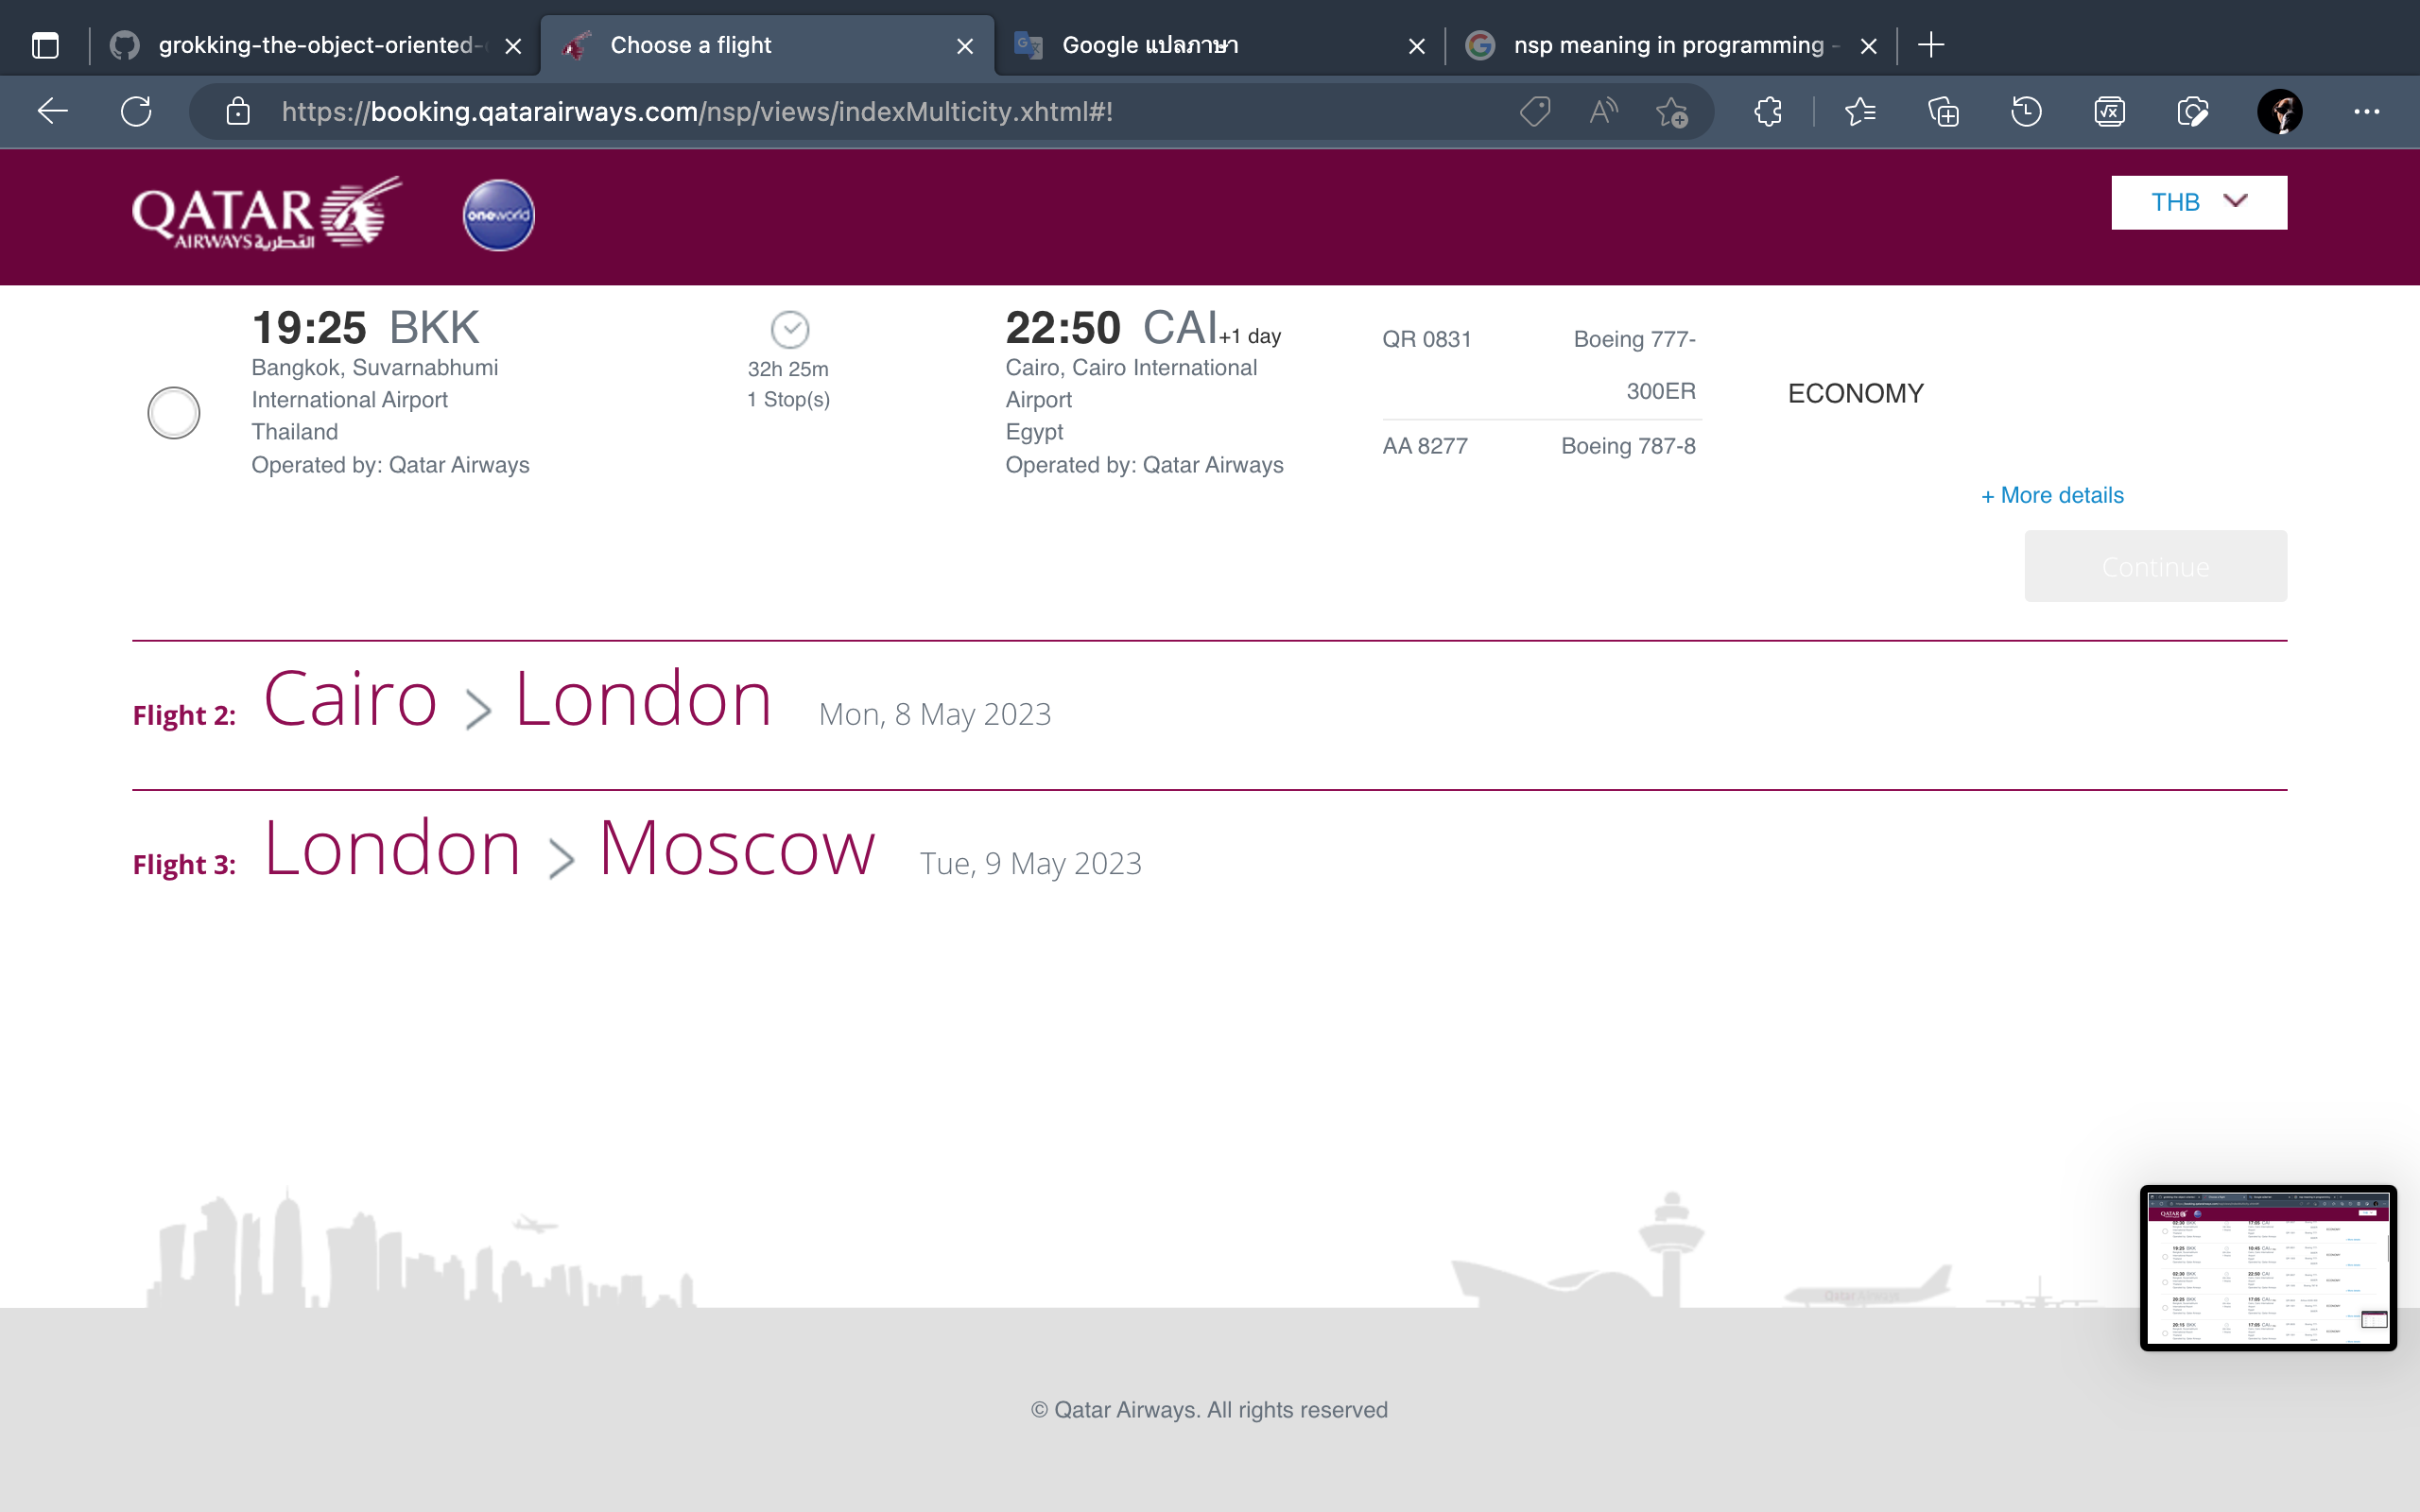 grokking-the-object-oriented-
Choose a flight
Google แปลภาษา
nsp meaning in programming -
https://booking.qatarairways.com/nsp/views/indexMulticity.xhtml#!
QATAR
AIRWAYS القطرية
oneworld
THB
19:25 BKK
Bangkok, Suvarnabhumi
International Airport
Thailand
Operated by: Qatar Airways
32h 25m
1 Stop(s)
22:50 CAI+1 day
Cairo, Cairo International
Airport
Egypt
Operated by: Qatar Airways
QR 0831 Boeing 777-
300ER
AA 8277 Boeing 787-8
ECONOMY
+ More details
Continue
Flight 2: Cairo > London Mon, 8 May 2023
Flight 3: London > Moscow Tue, 9 May 2023
Qatar Airways
© Qatar Airways. All rights reserved